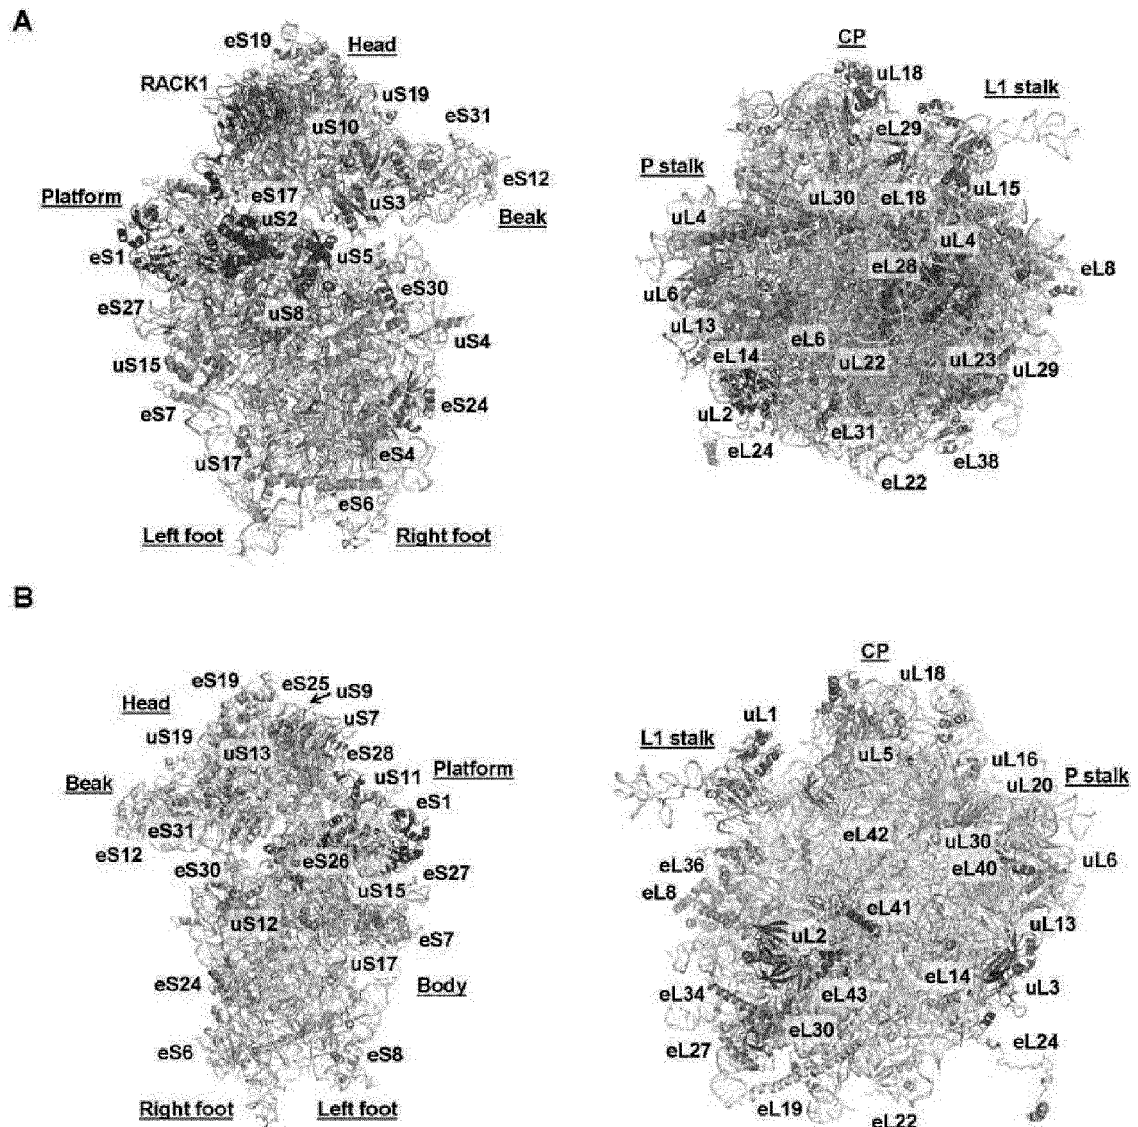 A
eS19
Head
CP
RACK1
uS19
uL18
L1 stalk
uS10
eS31
eL29
P stalk
eS12
Platform
eS17
uS3
uL30
eL18
uL15
uS2
Beak
uL4
eS1
uS5
uL4
eL28
eL8
eS30
uL6
eS27
uS8
uS4
uL13
eL6
uS15
eL14
uL22
uL23
uL29
eS7
eS24
uL2
eL31
uS17
eS4
eL24
eL38
eS6
eL22
Left foot
Right foot
B
CP
eS19
eS25
uS9
uL18
Head
uS7
uL1
uS19
uS13
eS28
L1 stalk
uL5
uL16
uS11
Platform
uL20
P stalk
Beak
eS1
eS31
eL42
uL30
eS12
eS30
eS26
eS27
eL36
eL40
uL6
uS15
eL8
eL41
uS12
uL2
uL13
eS7
uS17
eL14
eS24
Body
eL34
eL43
uL3
eL30
eS6
eS8
eL27
eL24
Right foot
Left foot
eL19
eL22